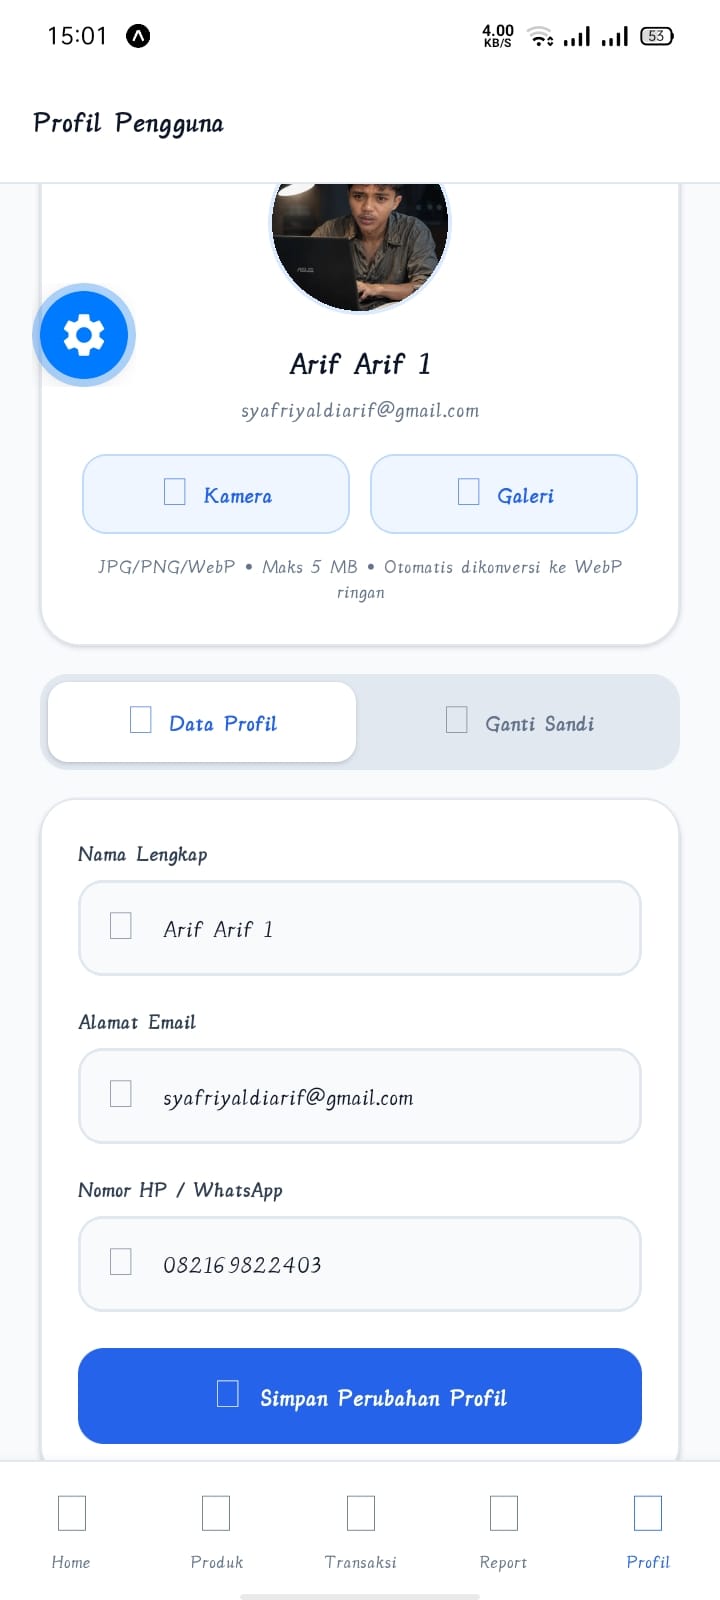 15:01
4.00
KB/S
53
Profil Pengguna
ASUS
Arif Arif 1
syafriyaldiarif@gmail.com
Kamera
Galeri
JPG/PNG/WebP • Maks 5 MB • Otomatis dikonversi ke WebP
ringan
Data Profil
Ganti Sandi
Nama Lengkap
Arif Arif 1
Alamat Email
syafriyaldiarif@gmail.com
Nomor HP / WhatsApp
082169822403
Simpan Perubahan Profil
Home
Produk
Transaksi
Report
Profil